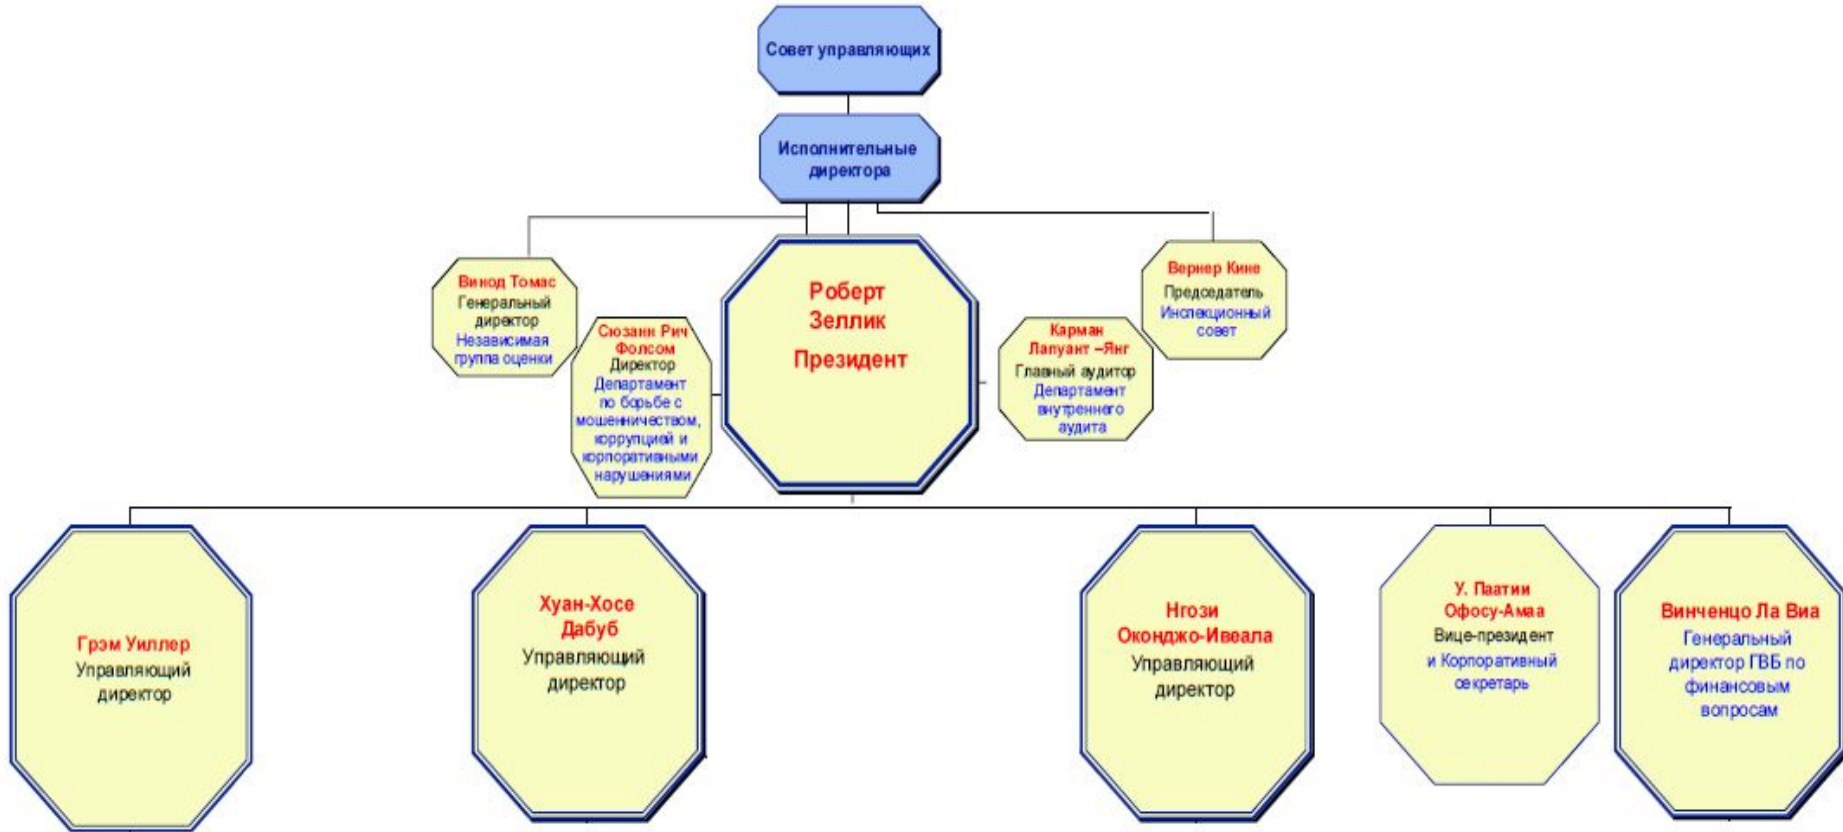 Совет управляющих
Исполнительные
директора
Винод Томас
Генеральный
директор
Независимая
группа оценки
Сюзанн Рич
Фолсом
Директор
Департамент
по борьбе с
мошенничеством,
коррупцией и
корпоративными
нарушениями
Роберт
Зеллик
Президент
Карман
Лапуант –Янг
Главный аудитор
Департамент
внутреннего
аудита
Вернер Кине
Председатель
Инспекционный
совет
Грэм Уиллер
Управляющий
директор
Хуан-Хосе
Дабуб
Управляющий
директор
Нгози
Оконджо-Ивеала
Управляющий
директор
У. Паатии
Офосу-Амаа
Вице-президент
и Корпоративный
секретарь
Винченцо Ла Виа
Генеральный
директор ГВБ по
финансовым
вопросам